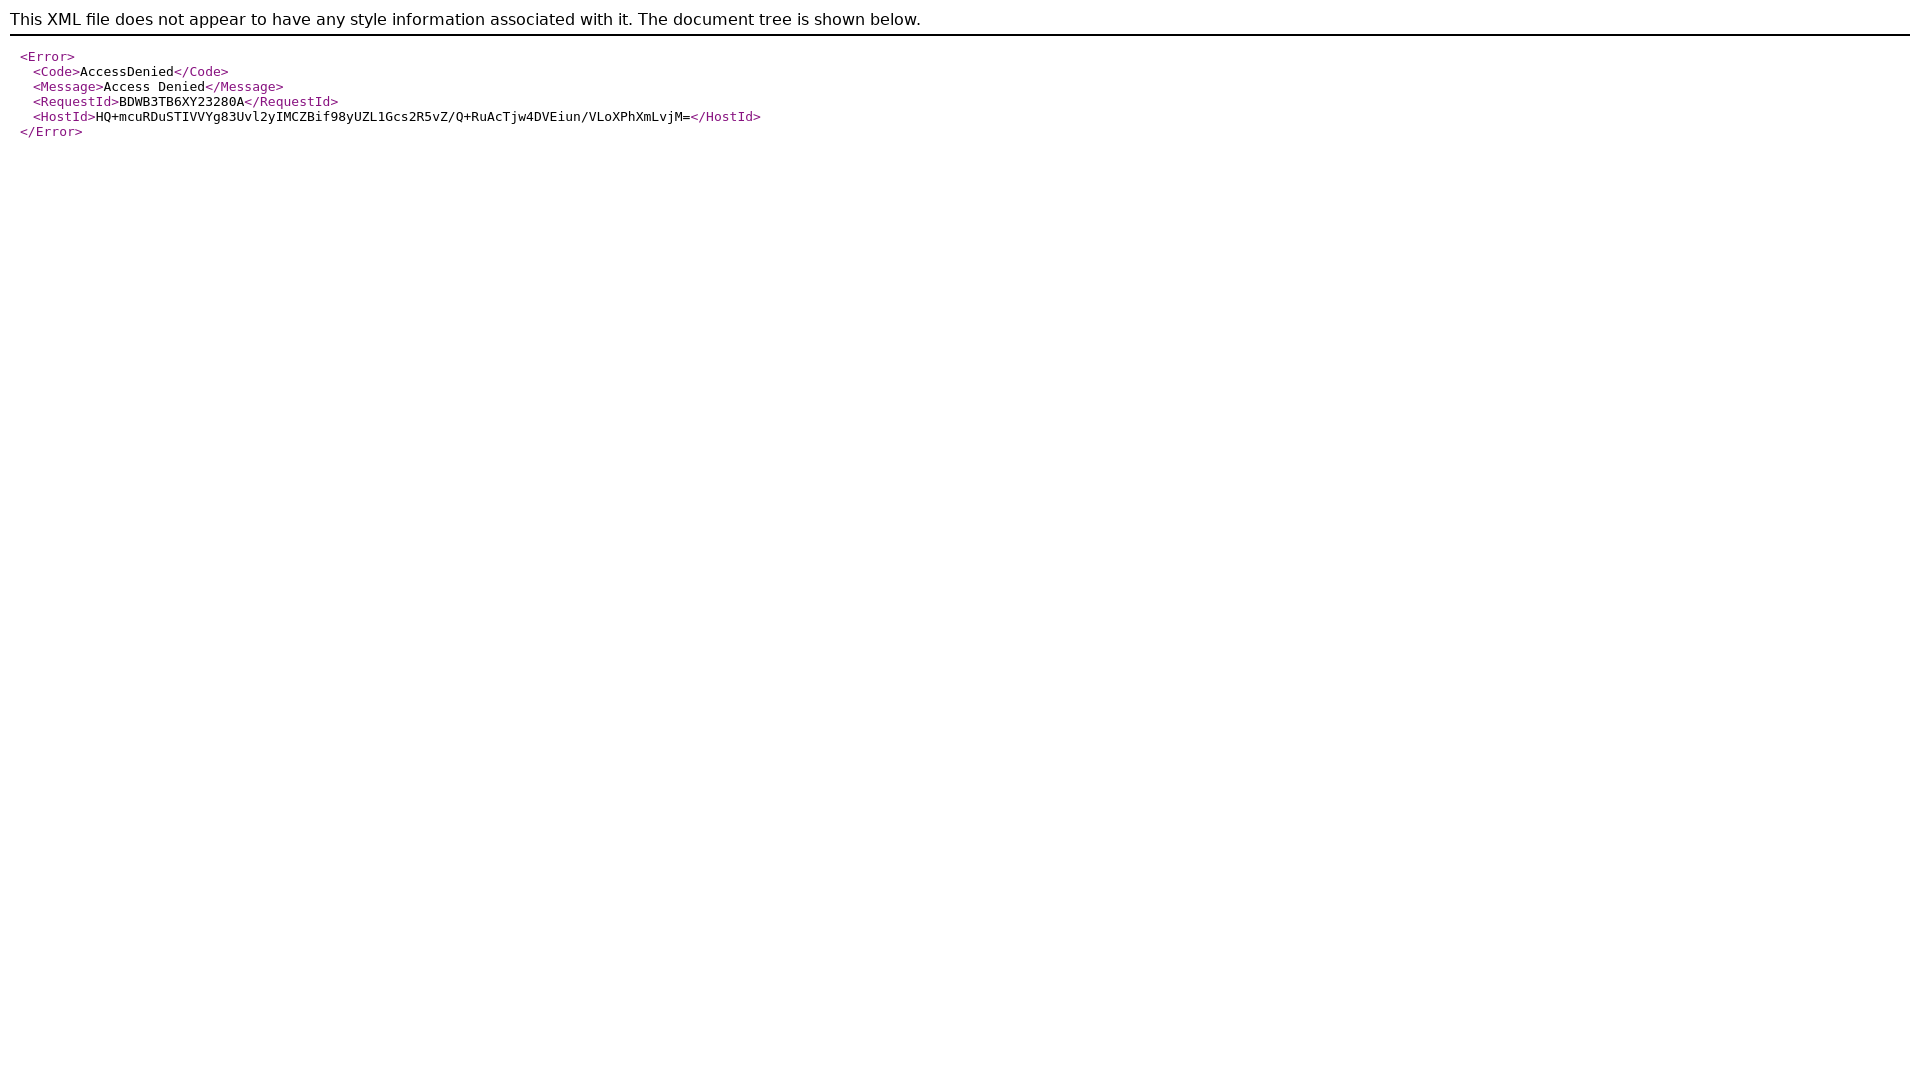 This XML file does not appear to have any style information associated with it. The document tree is shown below.
<Error>
<Code>AccessDenied</Code>
<Message>Access Denied</Message>
<RequestId>BDWB3TB6XY23280A</RequestId>
<HostId>HQ+mcuRDuSTIVVYg83Uvl2yIMCZBif98yUZL1Gcs2R5vZ/Q+RuAcTjw4DVEiun/VLoXPhXmLvjM=</HostId>
</Error>